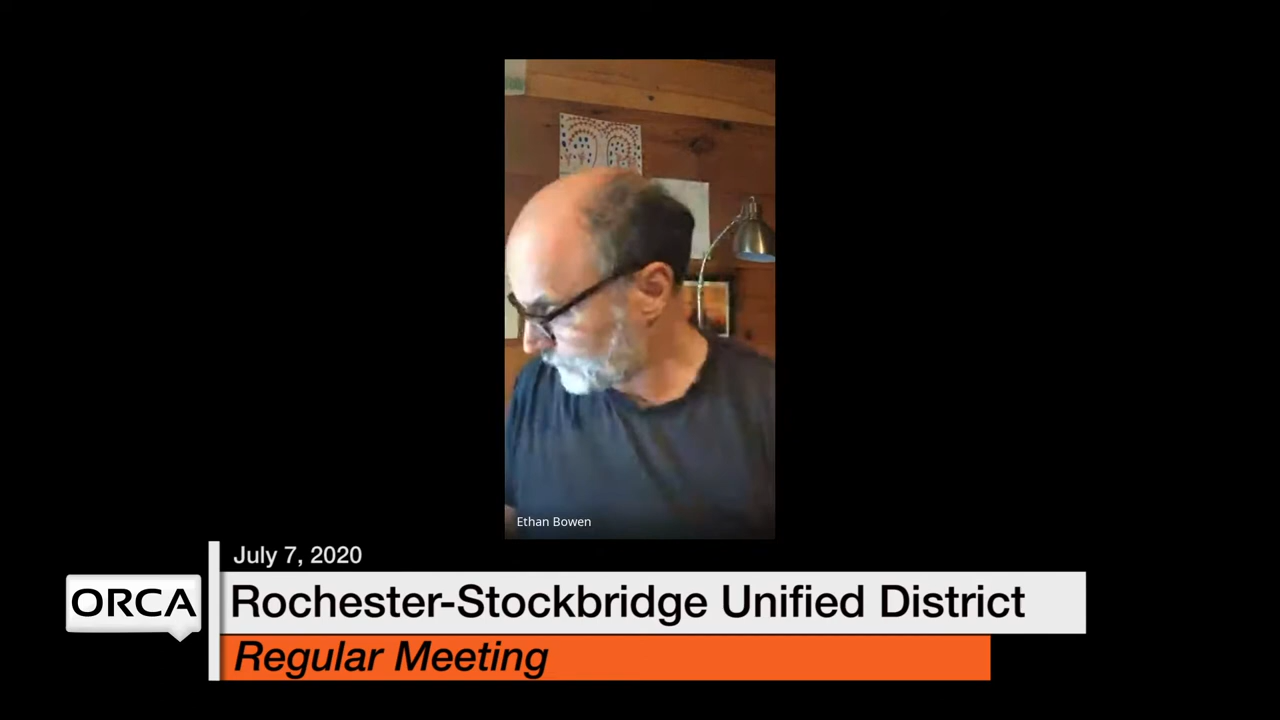 Ethan Bowen
July 7, 2020
ORCA
Rochester-Stockbridge Unified District
Regular Meeting